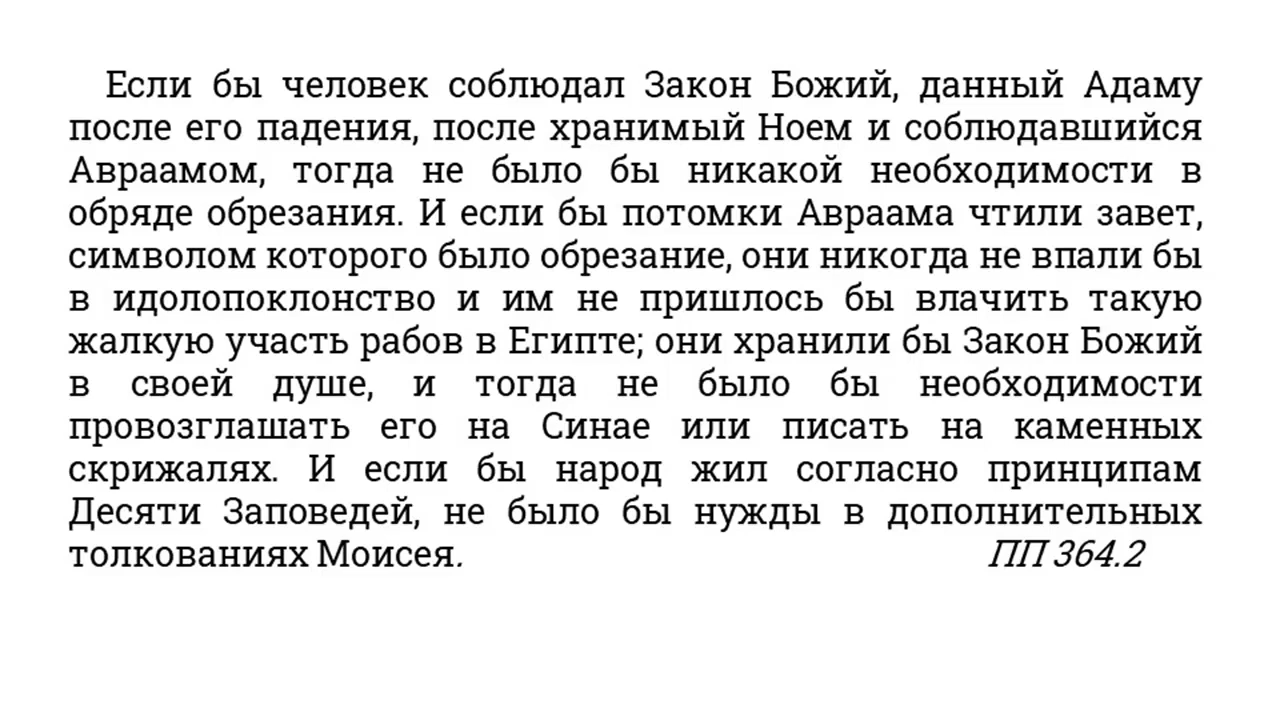 Если бы человек соблюдал Закон Божий, данный Адаму
после его падения, после хранимый Ноем и соблюдавшийся
Авраамом, тогда не было бы никакой необходимости в
обряде обрезания. И если бы потомки Авраама чтили завет,
символом которого было обрезание, они никогда не впали бы
в идолопоклонство и им не пришлось бы влачить такую
жалкую участь рабов в Египте; они хранили бы Закон Божий
в своей душе, и тогда не было бы необходимости
провозглашать его на Синае или писать на каменных
скрижалях. И если бы народ жил согласно принципам
Десяти Заповедей, не было бы нужды в дополнительных
толкованиях Моисея. ПП 364.2